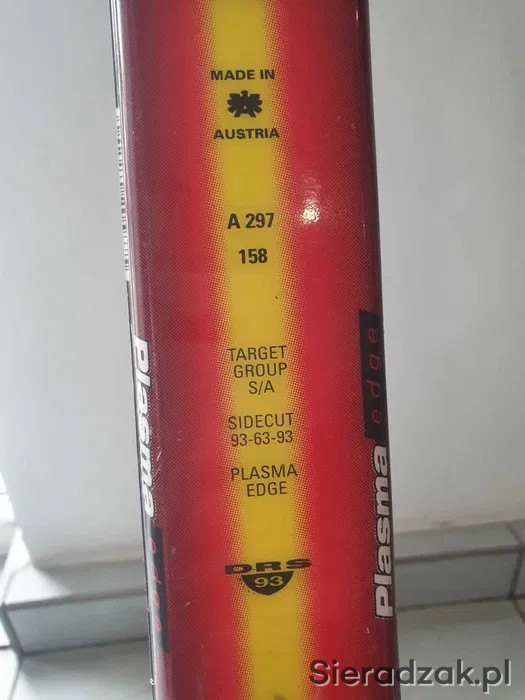 MADE IN
AUSTRIA
A 297
158
TARGET
GROUP
S/A
SIDECUT
93-63-93
PLASMA
EDGE
DRS
93
Plasma edge
Plasma edge
Sieradzak.pl